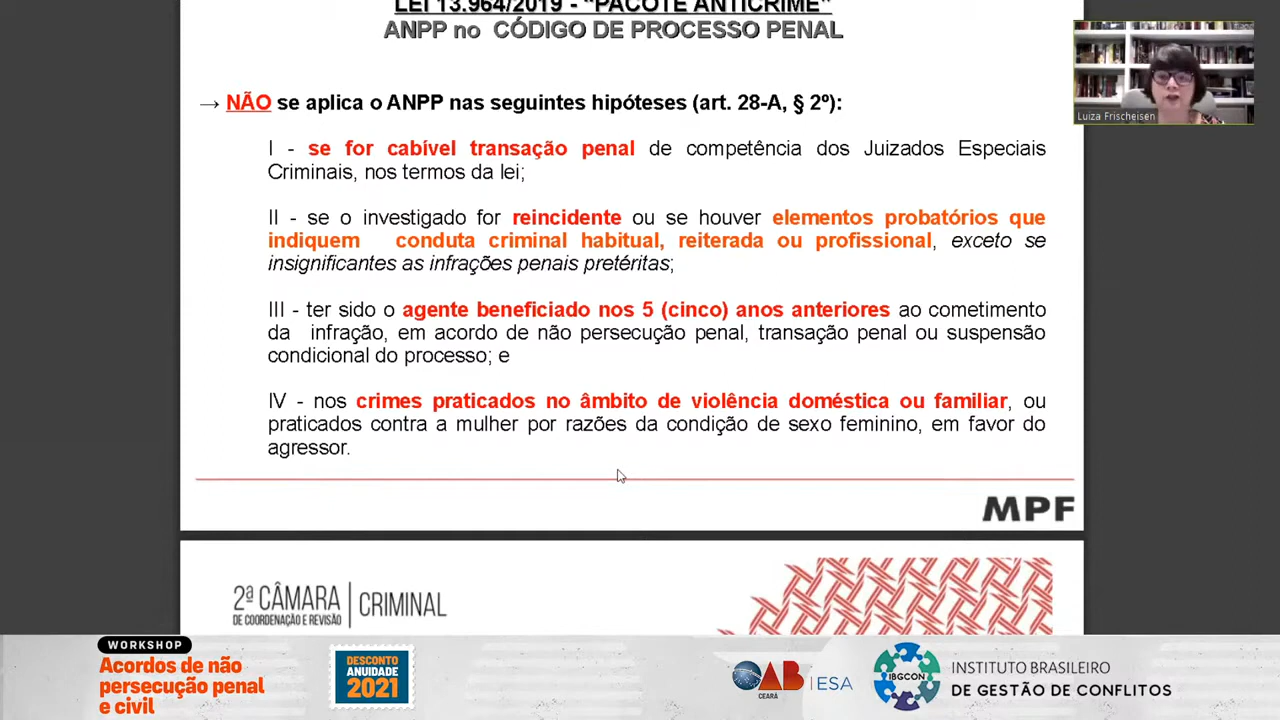 LEI 13.964/2019 - “PACOTE ANTICRIME”
ANPP no CÓDIGO DE PROCESSO PENAL
→ NÃO se aplica o ANPP nas seguintes hipóteses (art. 28-A, § 2º):
I - se for cabível transação penal de competência dos Juizados Especiais
Criminais, nos termos da lei;
II - se o investigado for reincidente ou se houver elementos probatórios que
indiquem conduta criminal habitual, reiterada ou profissional, exceto se
insignificantes as infrações penais pretéritas;
III - ter sido o agente beneficiado nos 5 (cinco) anos anteriores ao cometimento
da infração, em acordo de não persecução penal, transação penal ou suspensão
condicional do processo; e
IV - nos crimes praticados no âmbito de violência doméstica ou familiar, ou
praticados contra a mulher por razões da condição de sexo feminino, em favor do
agressor.
MPF
Luiza Frischeisen
2ª CÂMARA
DE COORDENAÇÃO E REVISÃO
CRIMINAL
WORKSHOP
Acordos de não
persecução penal
e civil
DESCONTO
ANUIDADE
2021
OAB
CEARÁ
ESA
IBGCON
INSTITUTO BRASILEIRO
DE GESTÃO DE CONFLITOS